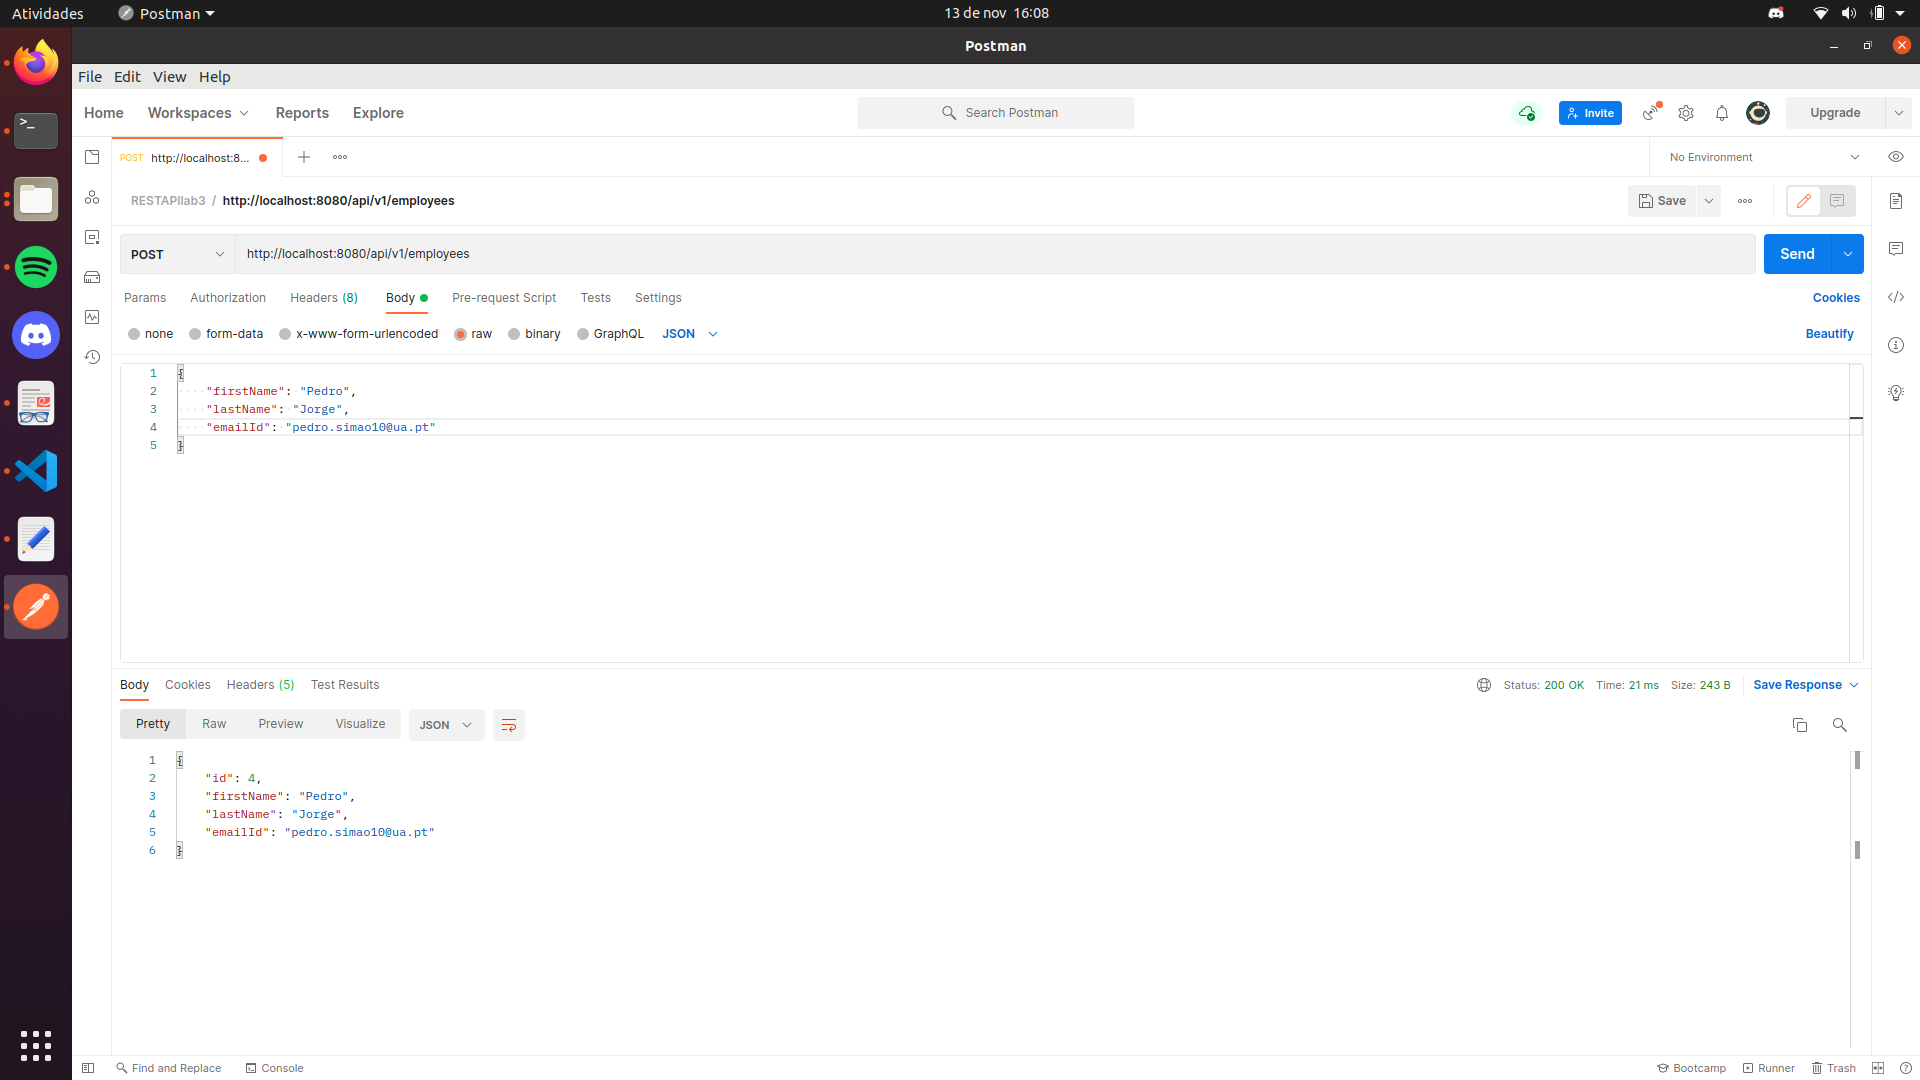 Atividades Postman 13 de nov 16:08
Postman
File Edit View Help
Home Workspaces Reports Explore Search Postman Invite Upgrade
POST http://localhost:8... No Environment
RESTAPIlab3 / http://localhost:8080/api/v1/employees Save
POST http://localhost:8080/api/v1/employees Send
Params Authorization Headers (8) Body Pre-request Script Tests Settings Cookies
none form-data x-www-form-urlencoded raw binary GraphQL JSON Beautify
1 {
2 "firstName": "Pedro",
3 "lastName": "Jorge",
4 "emailId": "pedro.simao10@ua.pt"
5 }
Body Cookies Headers (5) Test Results Status: 200 OK Time: 21 ms Size: 243 B Save Response
Pretty Raw Preview Visualize JSON
1 {
2 "id": 4,
3 "firstName": "Pedro",
4 "lastName": "Jorge",
5 "emailId": "pedro.simao10@ua.pt"
6 }
Find and Replace Console Bootcamp Runner Trash